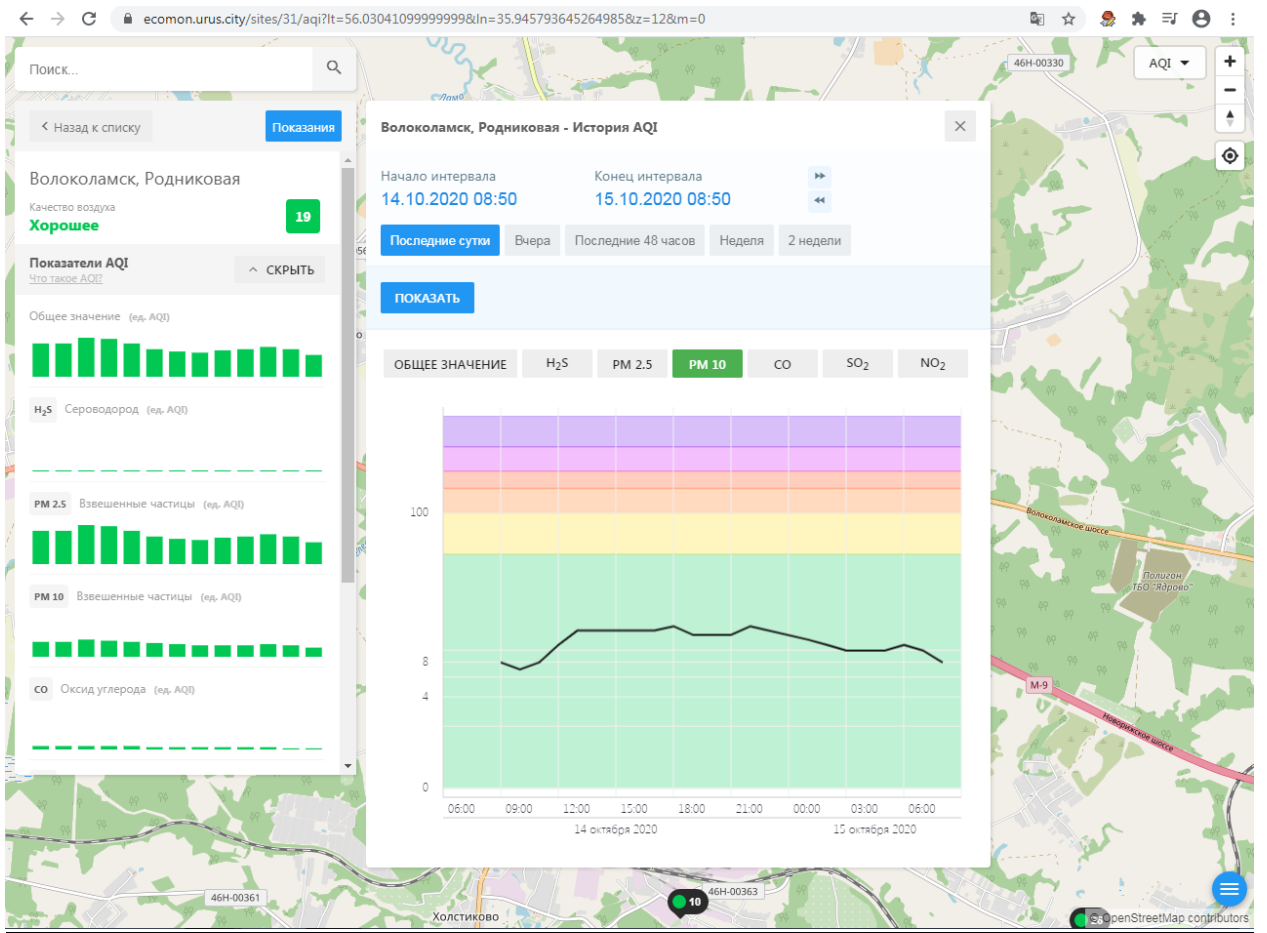 ecomon.urus.city/sites/31/aqi?lt=56.03041099999999&ln=35.945793645264985&z=12&m=0
Поиск...
46Н-00330
AQI
Назад к списку
Показания
Волоколамск, Родниковая - История AQI
Волоколамск, Родниковая
Качество воздуха
Хорошее
19
Начало интервала
Конец интервала
14.10.2020 08:50
15.10.2020 08:50
Последние сутки
Вчера
Последние 48 часов
Неделя
2 недели
Показатели AQI
Что такое AQI?
СКРЫТЬ
ПОКАЗАТЬ
Общее значение (ед. AQI)
ОБЩЕЕ ЗНАЧЕНИЕ
H2S
PM 2.5
PM 10
CO
SO2
NO2
H2S Сероводород (ед. AQI)
PM 2.5 Взвешенные частицы (ед. AQI)
PM 10 Взвешенные частицы (ед. AQI)
CO Оксид углерода (ед. AQI)
100
8
4
0
06:00
09:00
12:00
15:00
18:00
21:00
00:00
03:00
06:00
14 октября 2020
15 октября 2020
Волоколамское шоссе
Полигон
ТБО "Ядрово"
М-9
Новорижское шоссе
46Н-00361
46Н-00363
10
Холстиково
© OpenStreetMap contributors